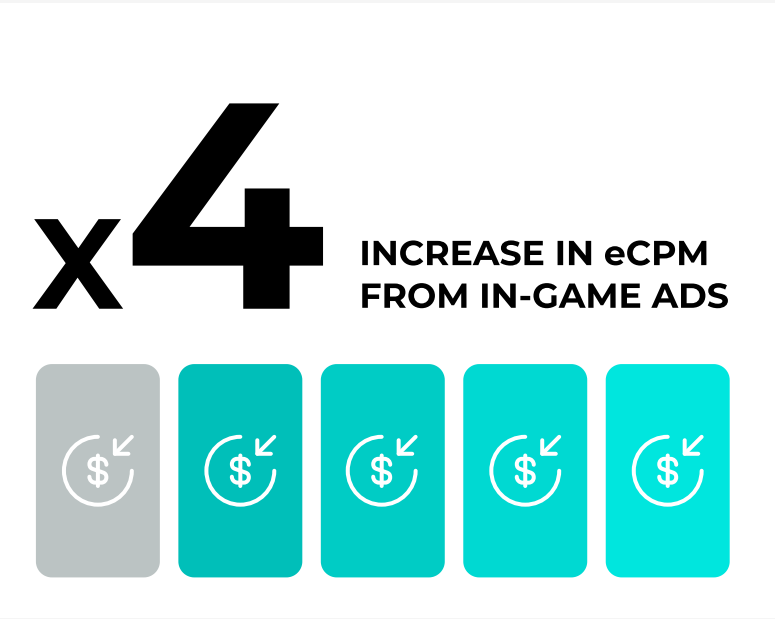 x4
INCREASE IN eCPM
FROM IN-GAME ADS
$ $ $ $ $